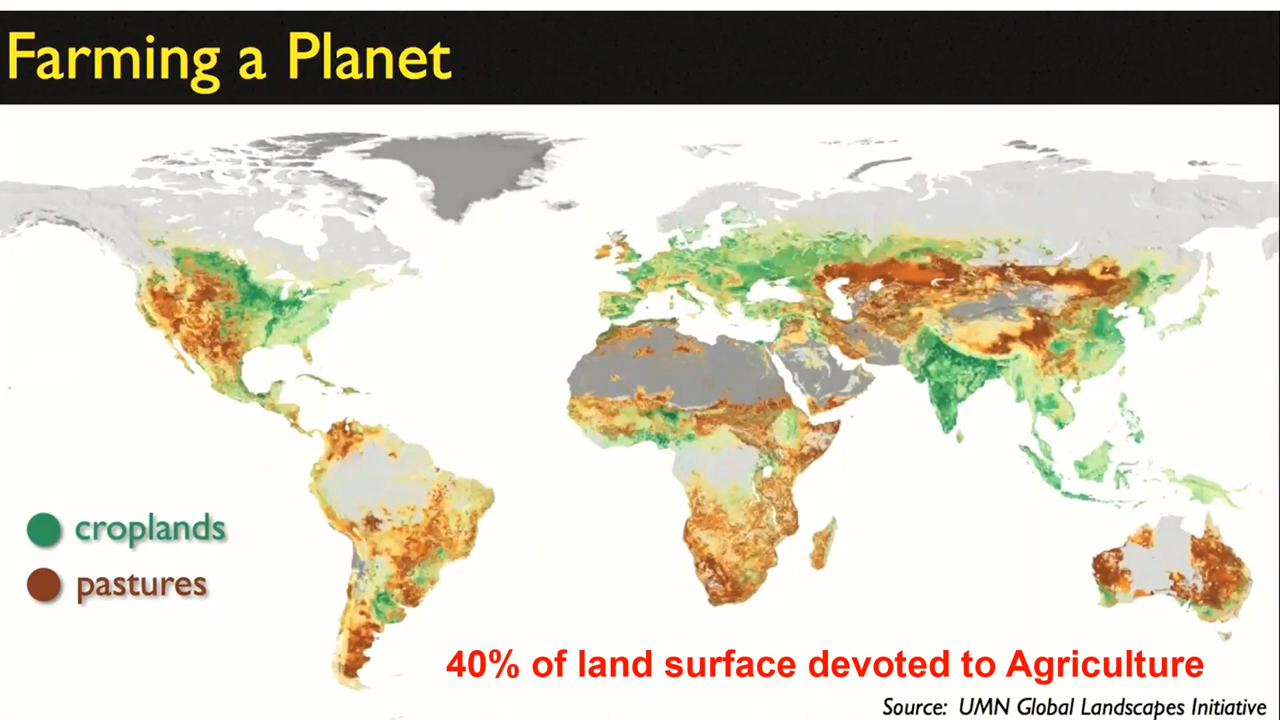 Farming a Planet
croplands
pastures
40% of land surface devoted to Agriculture
Source: UMN Global Landscapes Initiative